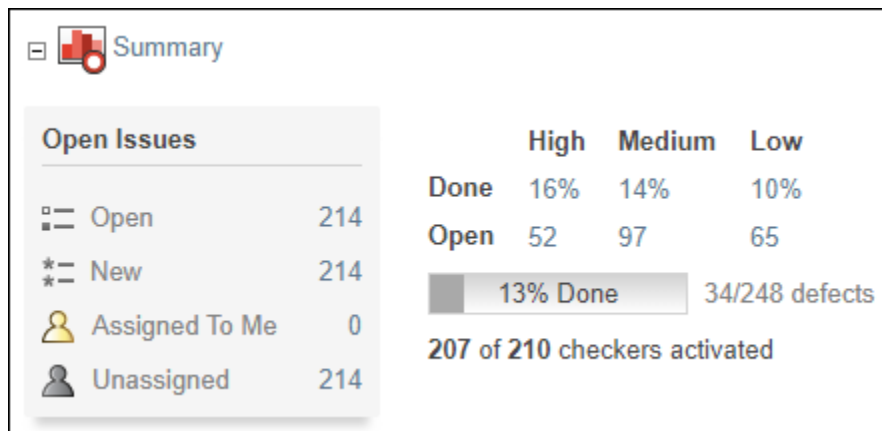 Summary
Open Issues
Open 214
New 214
Assigned To Me 0
Unassigned 214
High Medium Low
Done 16% 14% 10%
Open 52 97 65
13% Done 34/248 defects
207 of 210 checkers activated